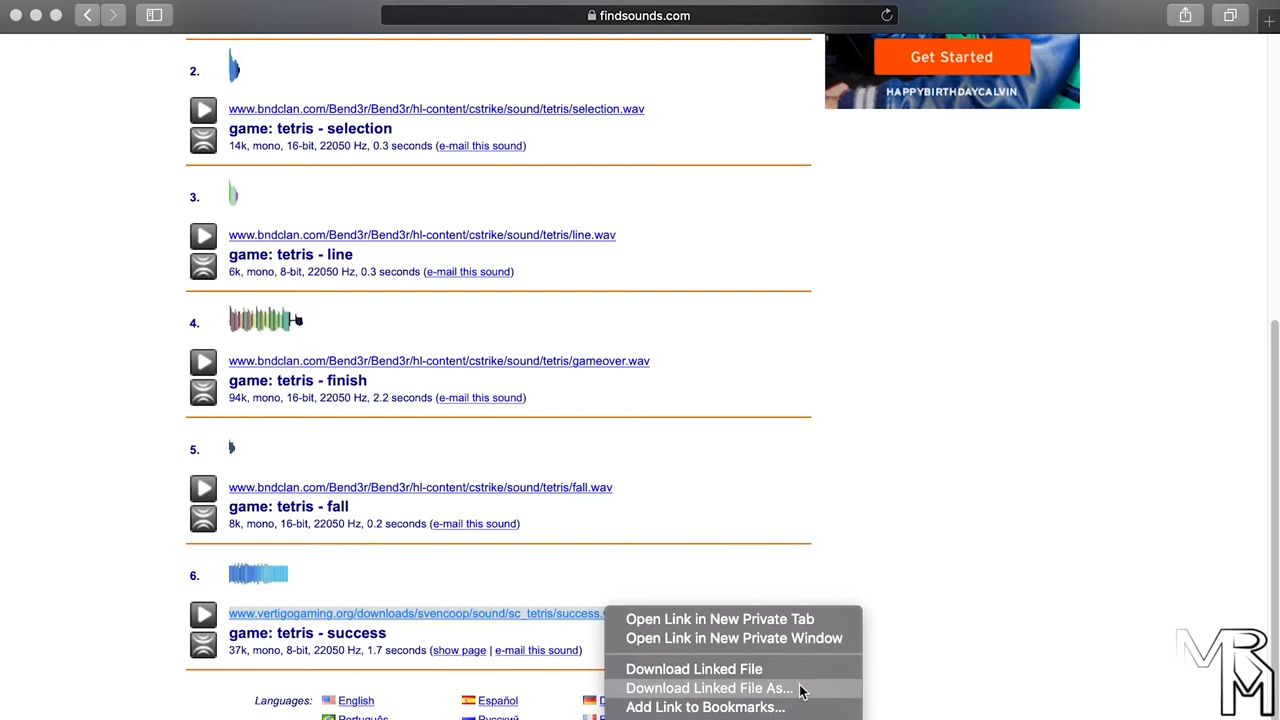 findsounds.com
Get Started
HAPPYBIRTHDAYCALVIN
2.
www.bndclan.com/Bend3r/Bend3r/hl-content/cstrike/sound/tetris/selection.wav
game: tetris - selection
14k, mono, 16-bit, 22050 Hz, 0.3 seconds (e-mail this sound)
3.
www.bndclan.com/Bend3r/Bend3r/hl-content/cstrike/sound/tetris/line.wav
game: tetris - line
6k, mono, 8-bit, 22050 Hz, 0.3 seconds (e-mail this sound)
4.
www.bndclan.com/Bend3r/Bend3r/hl-content/cstrike/sound/tetris/gameover.wav
game: tetris - finish
94k, mono, 16-bit, 22050 Hz, 2.2 seconds (e-mail this sound)
5.
www.bndclan.com/Bend3r/Bend3r/hl-content/cstrike/sound/tetris/fall.wav
game: tetris - fall
8k, mono, 16-bit, 22050 Hz, 0.2 seconds (e-mail this sound)
6.
www.vertigogaming.org/downloads/svencoop/sound/sc_tetris/success.
game: tetris - success
37k, mono, 8-bit, 22050 Hz, 1.7 seconds (show page | e-mail this sound)
Open Link in New Private Tab
Open Link in New Private Window
Download Linked File
Download Linked File As...
Add Link to Bookmarks...
Languages: English Español
MRM